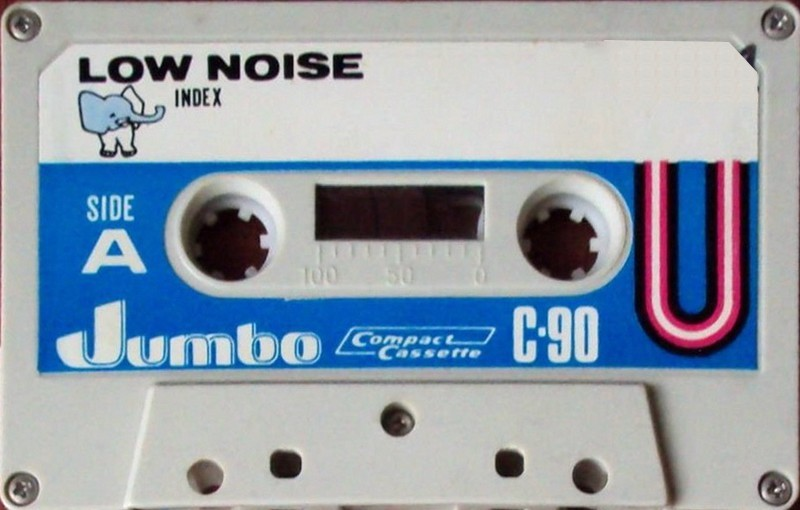 LOW NOISE
INDEX
SIDE
A
100 50 0
Jumbo Compact Cassette C·90